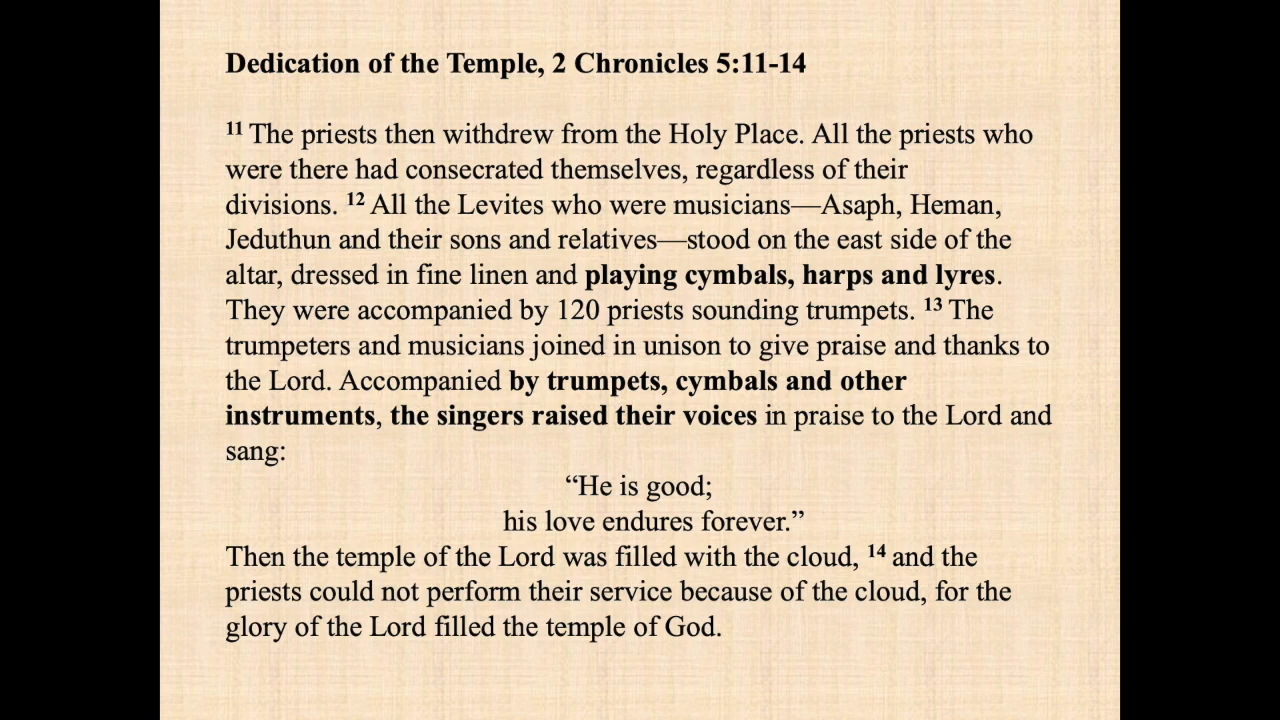 Dedication of the Temple, 2 Chronicles 5:11-14
11 The priests then withdrew from the Holy Place. All the priests who
were there had consecrated themselves, regardless of their
divisions. 12 All the Levites who were musicians—Asaph, Heman,
Jeduthun and their sons and relatives—stood on the east side of the
altar, dressed in fine linen and playing cymbals, harps and lyres.
They were accompanied by 120 priests sounding trumpets. 13 The
trumpeters and musicians joined in unison to give praise and thanks to
the Lord. Accompanied by trumpets, cymbals and other
instruments, the singers raised their voices in praise to the Lord and
sang:
“He is good;
his love endures forever.”
Then the temple of the Lord was filled with the cloud, 14 and the
priests could not perform their service because of the cloud, for the
glory of the Lord filled the temple of God.